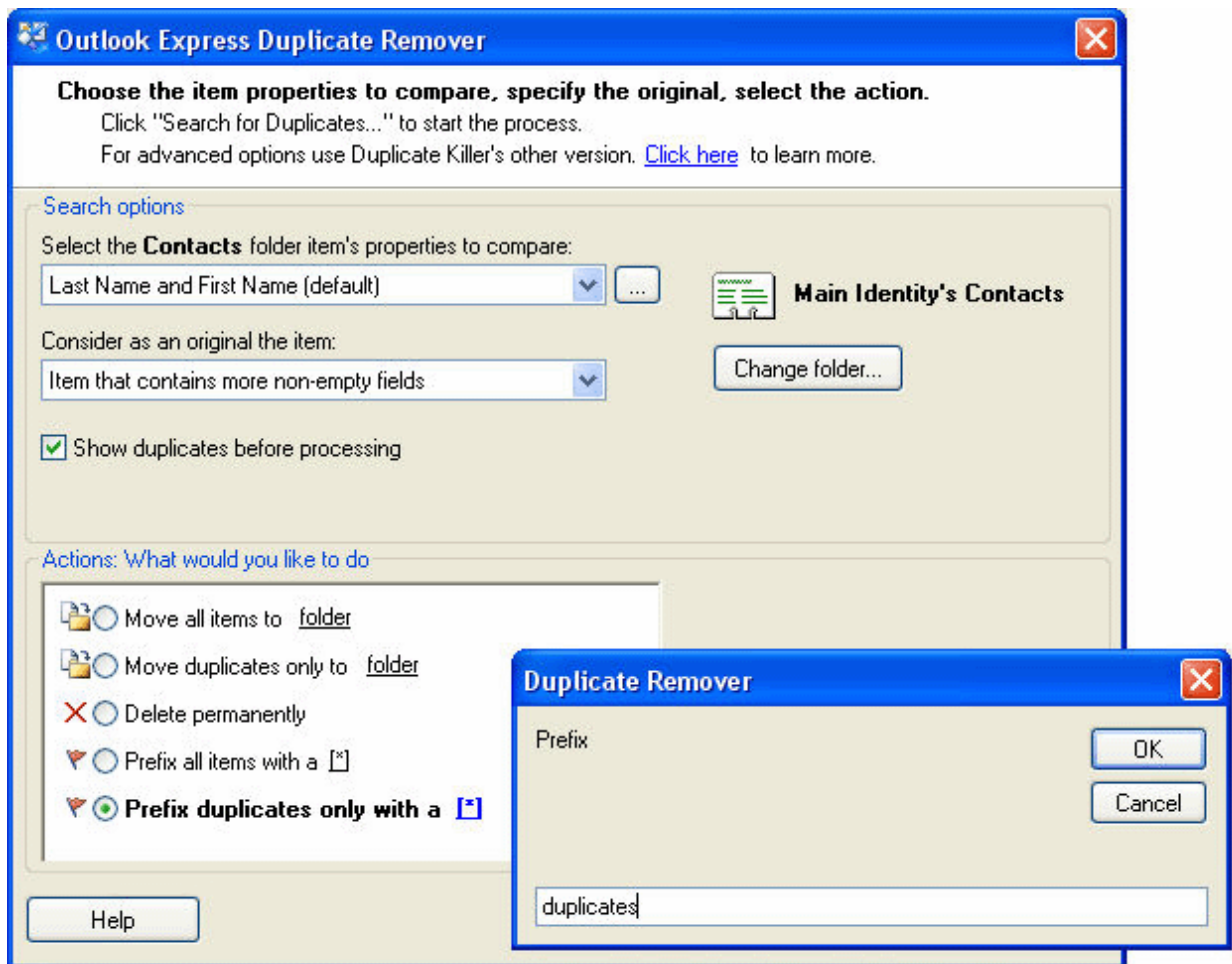 Outlook Express Duplicate Remover
Choose the item properties to compare, specify the original, select the action.
Click "Search for Duplicates..." to start the process.
For advanced options use Duplicate Killer's other version. Click here to learn more.
Search options
Select the Contacts folder item's properties to compare:
Last Name and First Name (default)
...
Main Identity's Contacts
Consider as an original the item:
Item that contains more non-empty fields
Change folder...
Show duplicates before processing
Actions: What would you like to do
Move all items to folder
Move duplicates only to folder
Delete permanently
Prefix all items with a [*]
Prefix duplicates only with a [*]
Help
Duplicate Remover
Prefix
OK
Cancel
duplicates